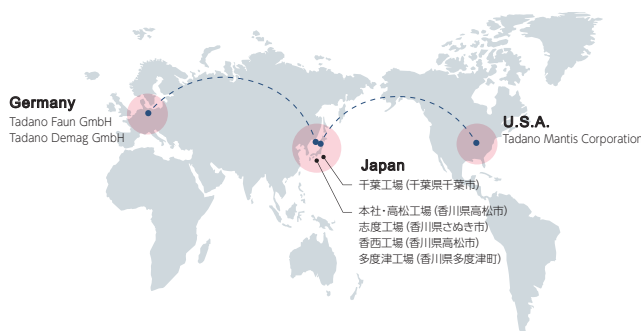 Germany
Tadano Faun GmbH
Tadano Demag GmbH
U.S.A.
Tadano Mantis Corporation
Japan
千葉工場（千葉県千葉市）
本社・高松工場（香川県高松市）
志度工場（香川県さぬき市）
香西工場（香川県高松市）
多度津工場（香川県多度津町）